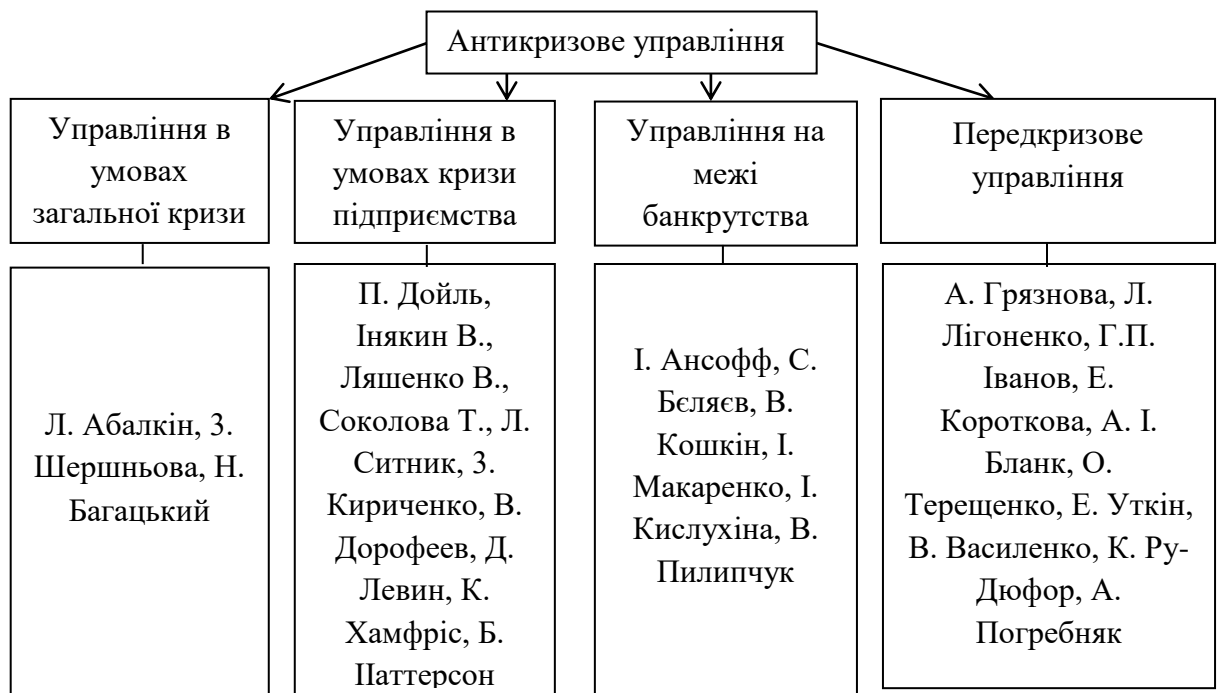 Антикризове управління
Управління в
умовах
загальної кризи
Управління в
умовах кризи
підприємства
Управління на
межі
банкрутства
Передкризове
управління
Л. Абалкін, З.
Шершньова, Н.
Багацький
П. Дойль,
Інякин В.,
Ляшенко В.,
Соколова Т., Л.
Ситник, З.
Кириченко, В.
Дорофеев, Д.
Левин, К.
Хамфріс, Б.
Паттерсон
І. Ансофф, С.
Бєляєв, В.
Кошкін, І.
Макаренко, І.
Кислухіна, В.
Пилипчук
А. Грязнова, Л.
Лігоненко, Г.П.
Іванов, Е.
Короткова, А. І.
Бланк, О.
Терещенко, Е. Уткін,
В. Василенко, К. Ру-
Дюфор, А.
Погребняк